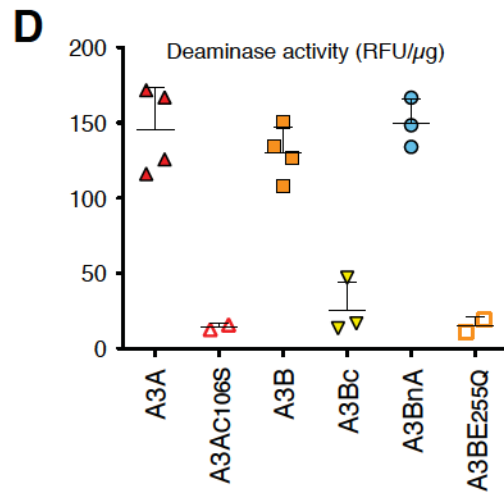 D
Deaminase activity (RFU/µg)
200
150
100
50
0
A3A
A3AC106S
A3B
A3Bc
A3BnA
A3BE255Q